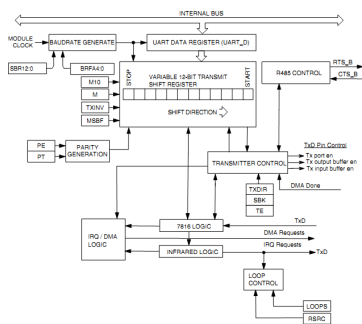 INTERNAL BUS
MODULE CLOCK
BAUDRATE GENERATE
UART DATA REGISTER (UART_D)
SBR12:0
BRFA4:0
RTS_B
CTS_B
R485 CONTROL
M10
M
TXINV
MSBF
STOP
VARIABLE 12-BIT TRANSMIT
SHIFT REGISTER
START
SHIFT DIRECTION
PE
PT
PARITY
GENERATION
TxD Pin Control
TRANSMITTER CONTROL
Tx port en
Tx output buffer en
Tx input buffer en
DMA Done
TXDIR
SBK
TE
IRQ / DMA
LOGIC
7816 LOGIC
TxD
DMA Requests
IRQ Requests
INFRARED LOGIC
TxD
LOOP
CONTROL
LOOPS
RSRC